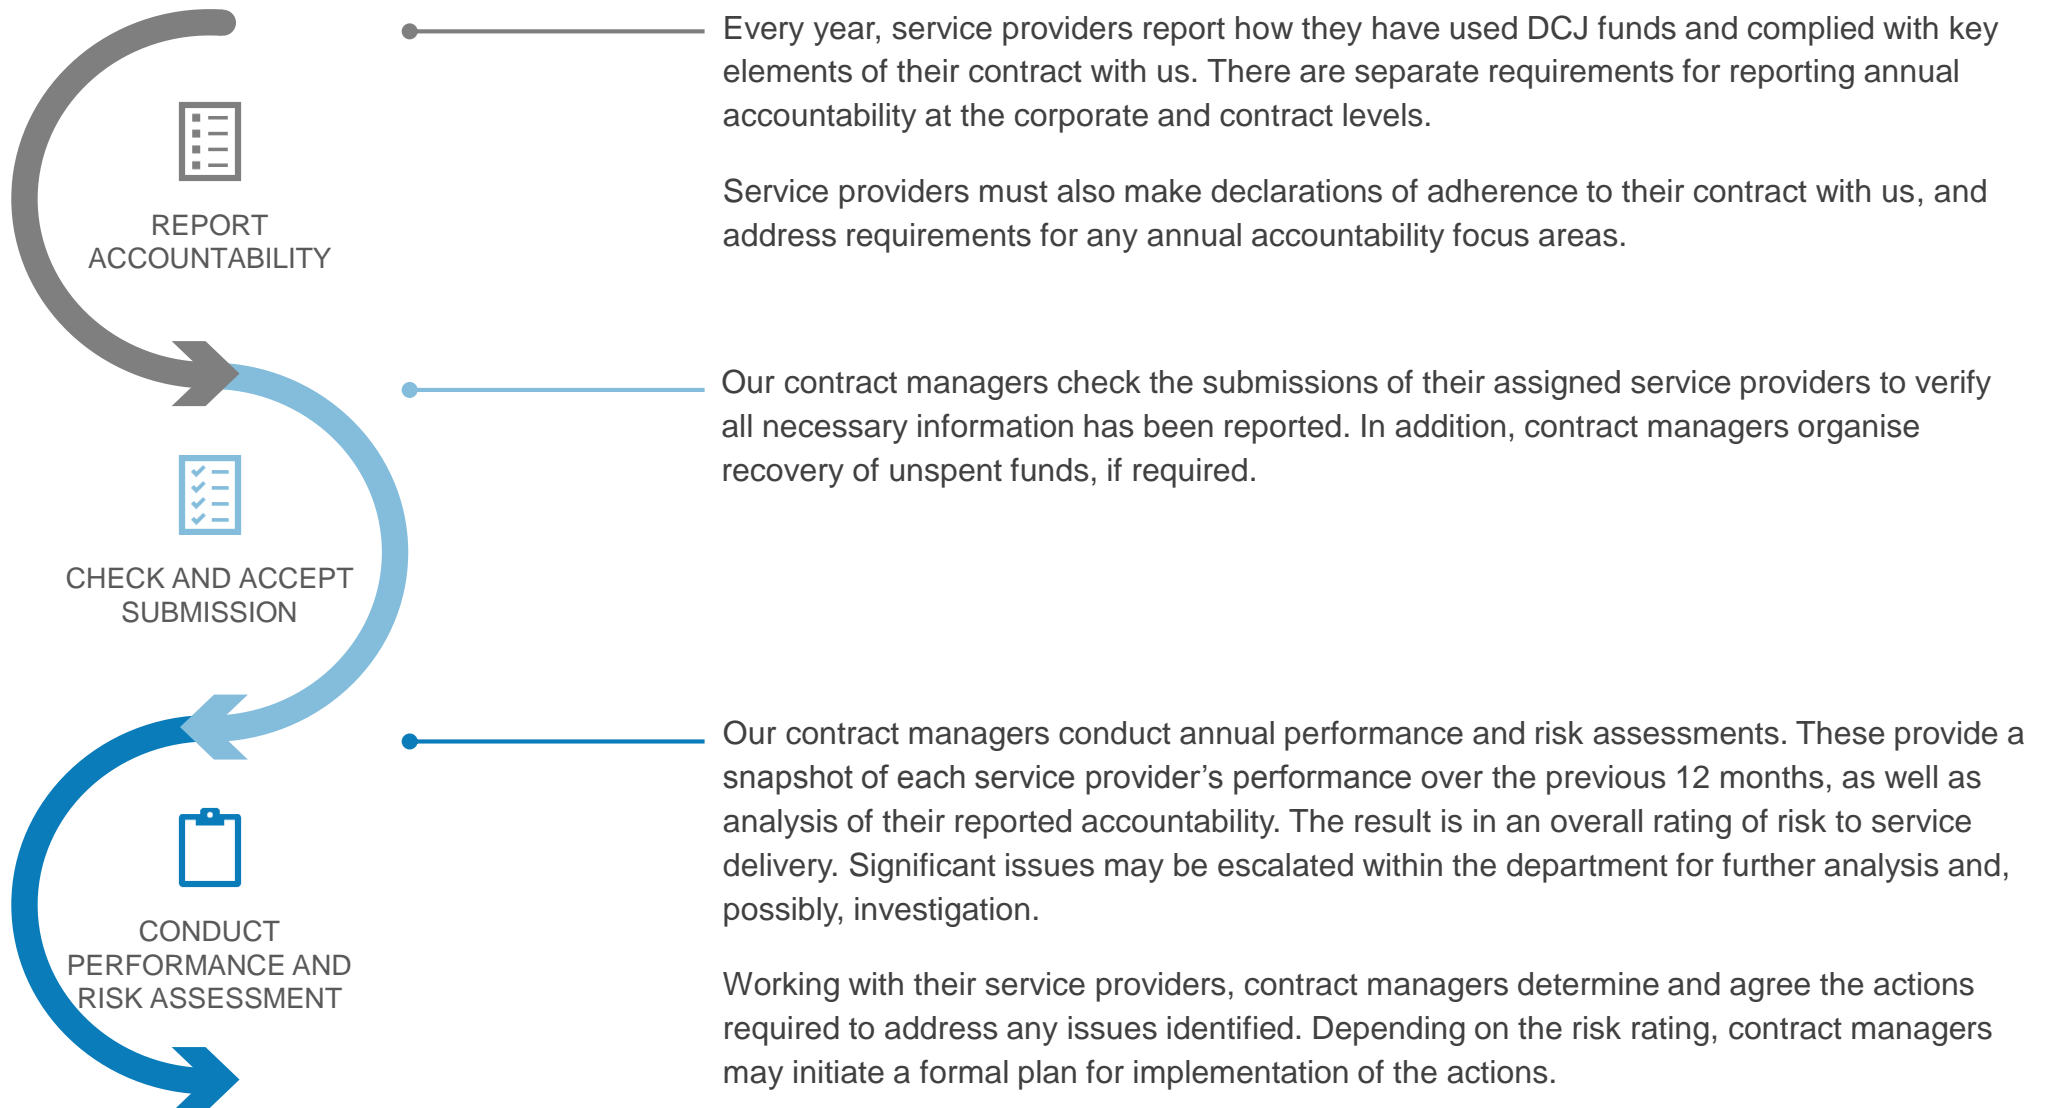 REPORT
ACCOUNTABILITY
Every year, service providers report how they have used DCJ funds and complied with key
elements of their contract with us. There are separate requirements for reporting annual
accountability at the corporate and contract levels.
Service providers must also make declarations of adherence to their contract with us, and
address requirements for any annual accountability focus areas.
CHECK AND ACCEPT
SUBMISSION
Our contract managers check the submissions of their assigned service providers to verify
all necessary information has been reported. In addition, contract managers organise
recovery of unspent funds, if required.
CONDUCT
PERFORMANCE AND
RISK ASSESSMENT
Our contract managers conduct annual performance and risk assessments. These provide a
snapshot of each service provider’s performance over the previous 12 months, as well as
analysis of their reported accountability. The result is in an overall rating of risk to service
delivery. Significant issues may be escalated within the department for further analysis and,
possibly, investigation.
Working with their service providers, contract managers determine and agree the actions
required to address any issues identified. Depending on the risk rating, contract managers
may initiate a formal plan for implementation of the actions.